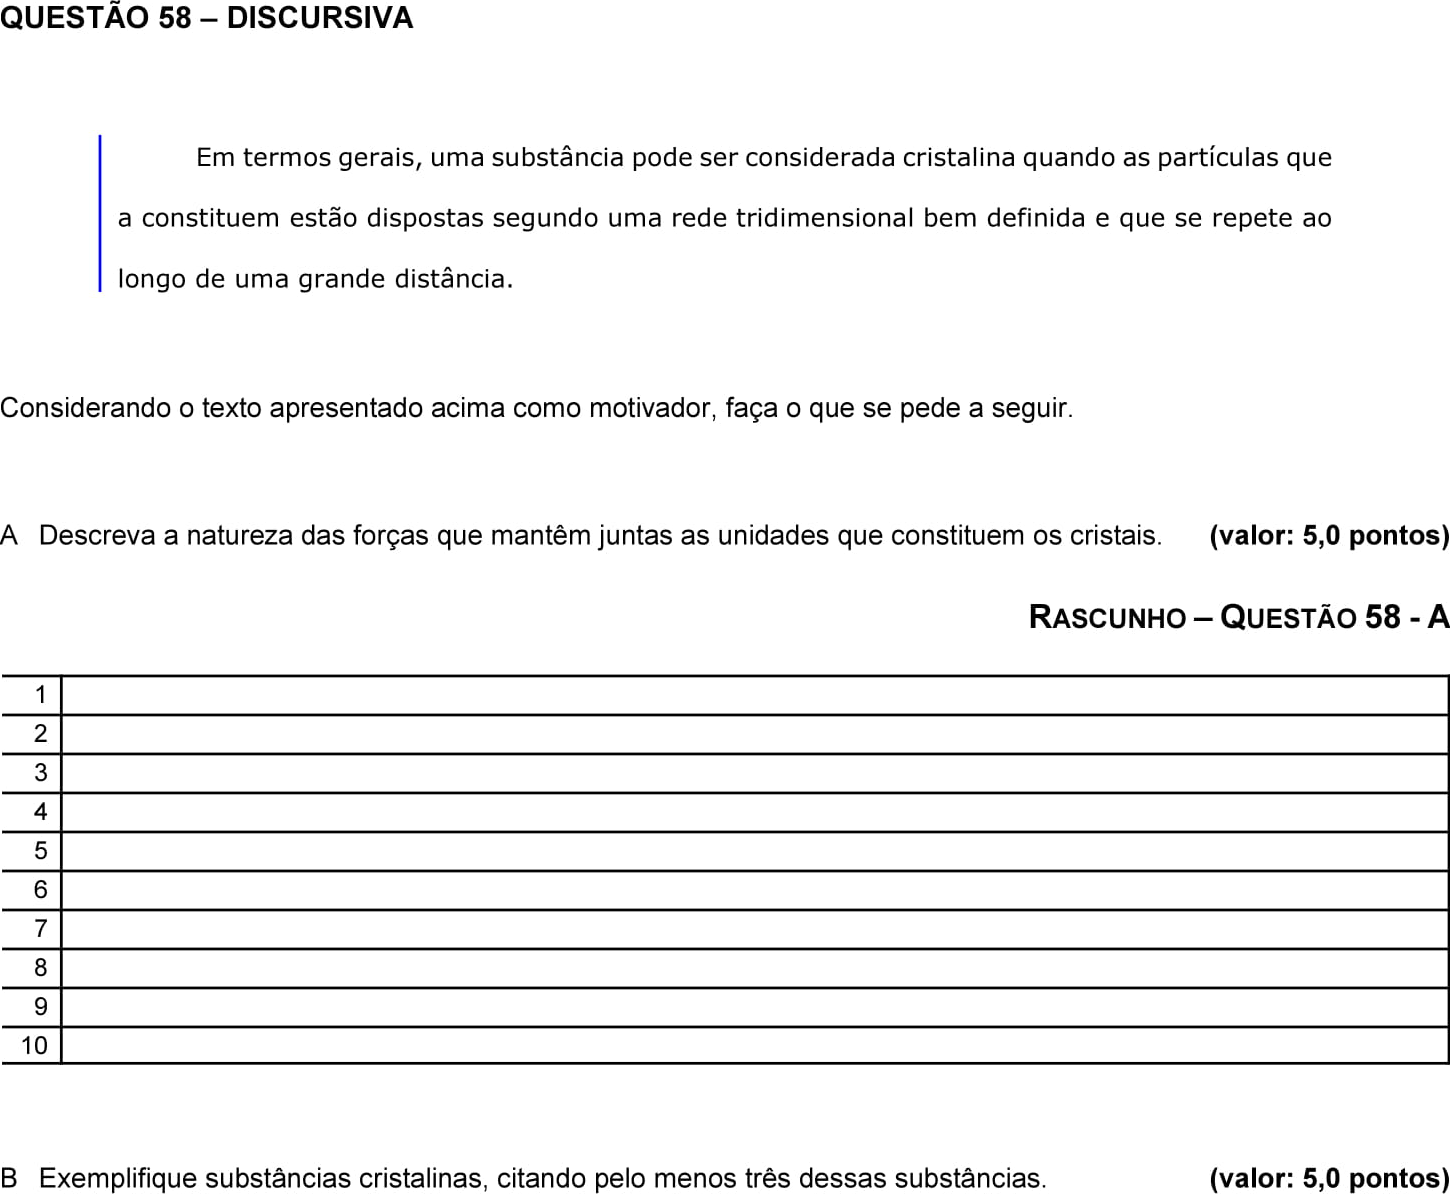 QUESTÃO 58 – DISCURSIVA
Em termos gerais, uma substância pode ser considerada cristalina quando as partículas que
a constituem estão dispostas segundo uma rede tridimensional bem definida e que se repete ao
longo de uma grande distância.
Considerando o texto apresentado acima como motivador, faça o que se pede a seguir.
A Descreva a natureza das forças que mantêm juntas as unidades que constituem os cristais. (valor: 5,0 pontos)
RASCUNHO – QUESTÃO 58 - A
1
2
3
4
5
6
7
8
9
10
B Exemplifique substâncias cristalinas, citando pelo menos três dessas substâncias. (valor: 5,0 pontos)